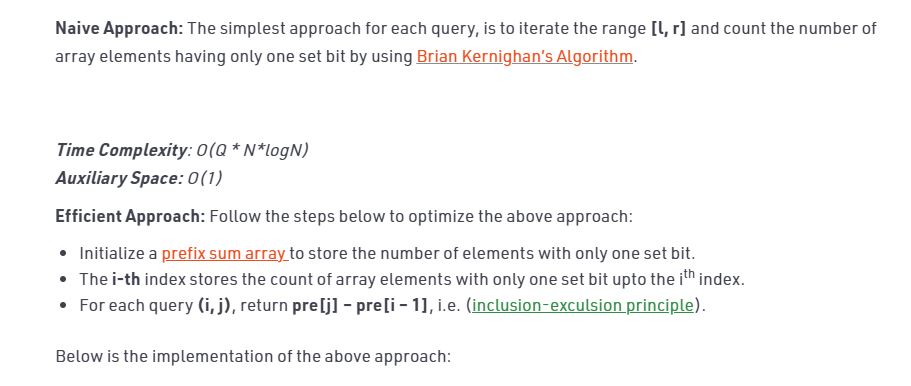 Naive Approach: The simplest approach for each query, is to iterate the range [l, r] and count the number of
array elements having only one set bit by using Brian Kernighan's Algorithm.
Time Complexity: O(Q * N*logN)
Auxiliary Space: O(1)
Efficient Approach: Follow the steps below to optimize the above approach:
• Initialize a prefix sum array to store the number of elements with only one set bit.
• The i-th index stores the count of array elements with only one set bit upto the ith index.
• For each query (i, j), return pre[j] – pre[i – 1], i.e. (inclusion-exculsion principle).
Below is the implementation of the above approach: